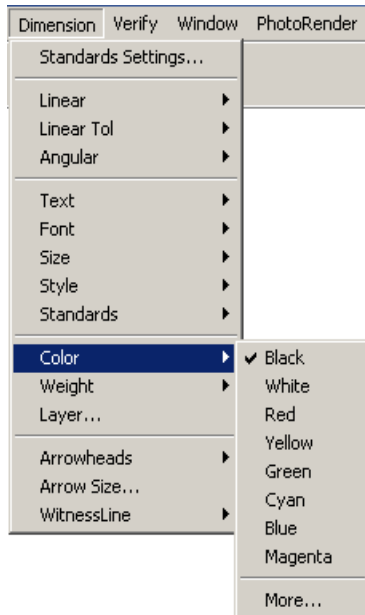 Dimension Verify Window PhotoRender
Standards Settings...
Linear
Linear Tol
Angular
Text
Font
Size
Style
Standards
Color
Weight
Layer...
Arrowheads
Arrow Size...
WitnessLine
Black
White
Red
Yellow
Green
Cyan
Blue
Magenta
More...